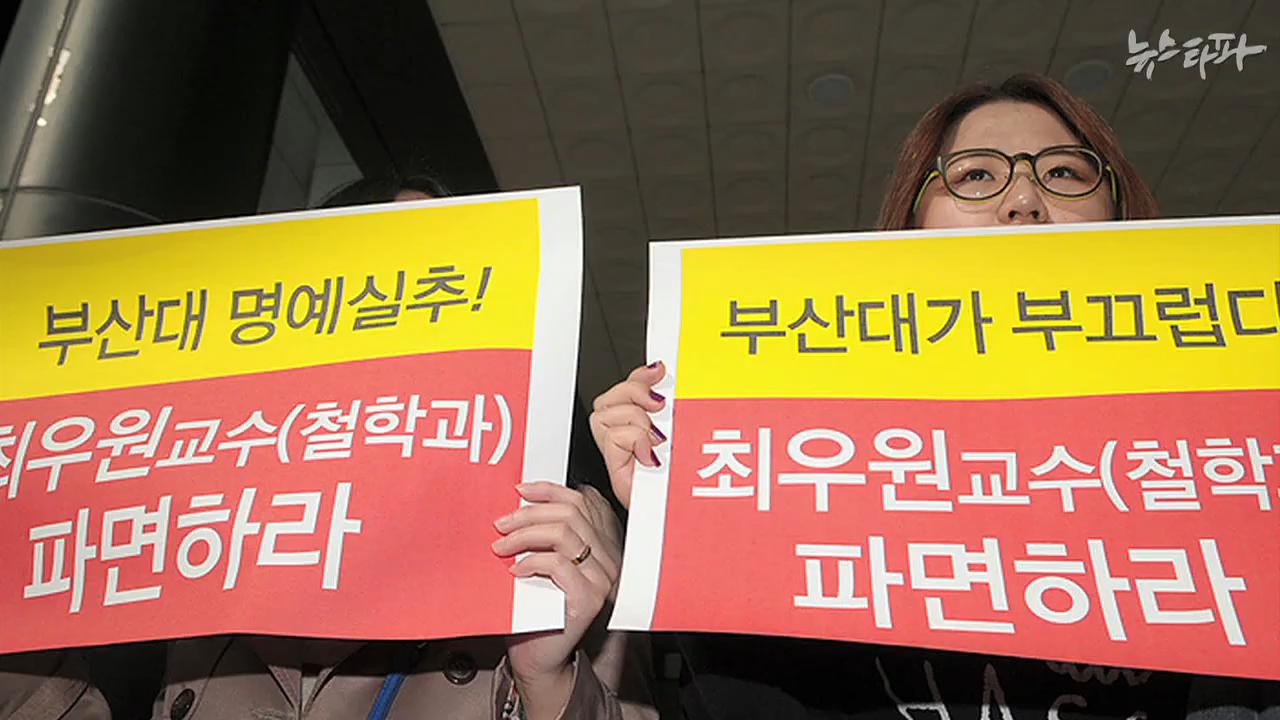 뉴스타파
부산대 명예실추!
최우원교수(철학과)
파면하라
부산대가 부끄럽다
최우원교수(철학
파면하라